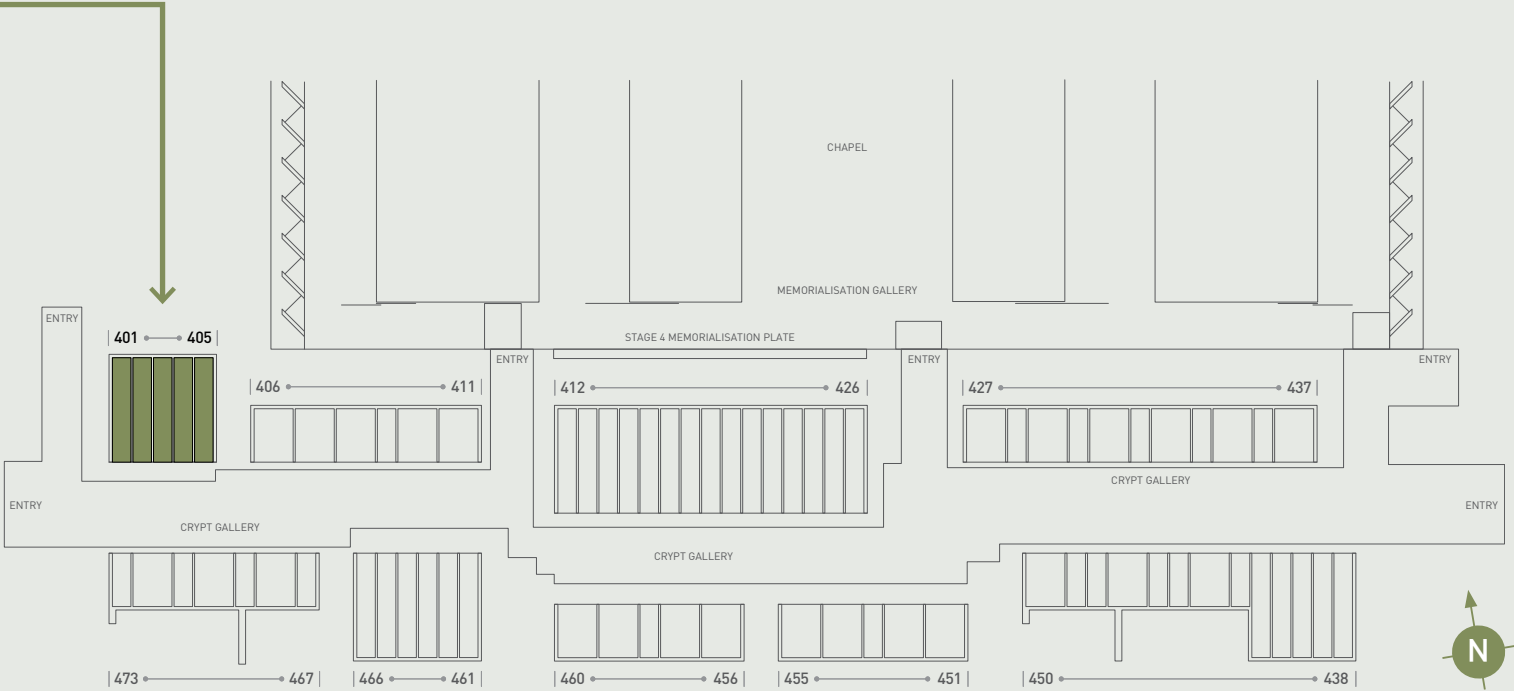 CHAPEL
MEMORIALISATION GALLERY
ENTRY
401 405
STAGE 4 MEMORIALISATION PLATE
ENTRY
ENTRY
ENTRY
406 411
412 426
427 437
CRYPT GALLERY
ENTRY
ENTRY
CRYPT GALLERY
CRYPT GALLERY
473 467
466 461
460 456
455 451
450 438
N